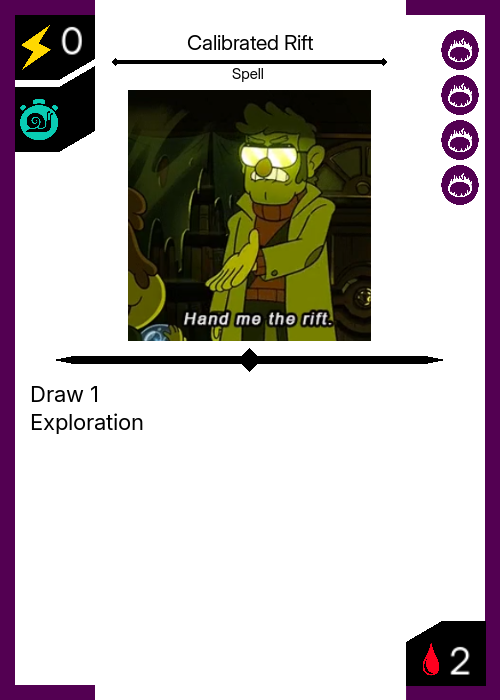 0
Calibrated Rift
Spell
Hand me the rift.
Draw 1
Exploration
2